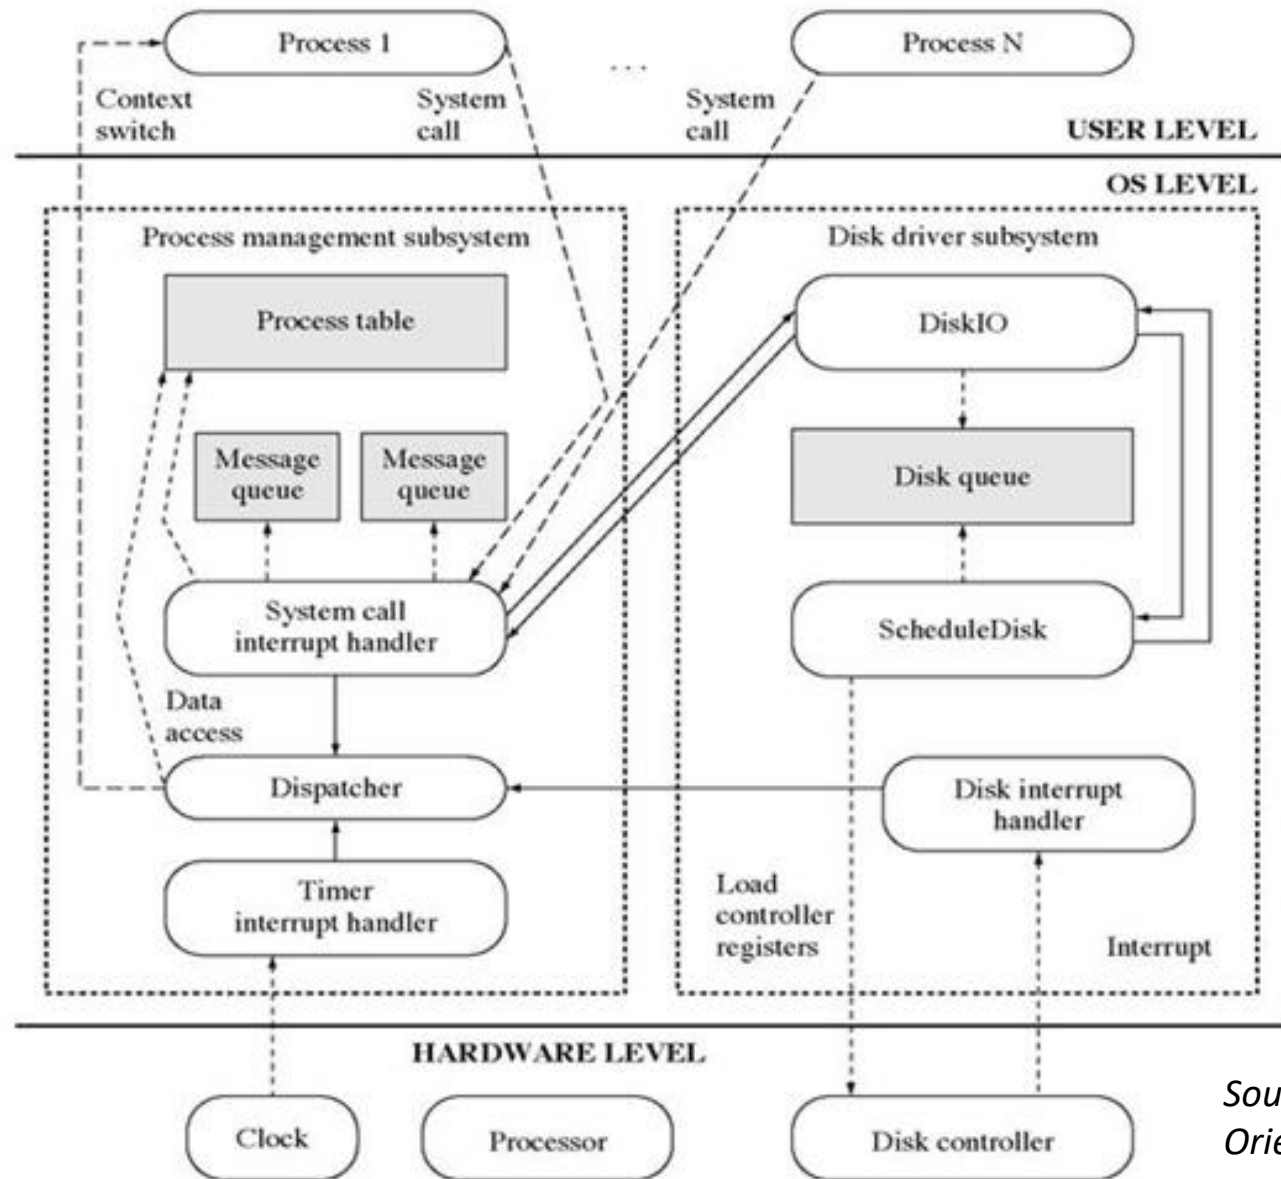 Process 1
Process N
. . .
Context
switch
System
call
System
call
USER LEVEL
OS LEVEL
Process management subsystem
Disk driver subsystem
Process table
DiskIO
Message
queue
Message
queue
Disk queue
System call
interrupt handler
ScheduleDisk
Data
access
Dispatcher
Disk interrupt
handler
Timer
interrupt handler
Load
controller
registers
Interrupt
HARDWARE LEVEL
Clock
Processor
Disk controller
Sou
Orie